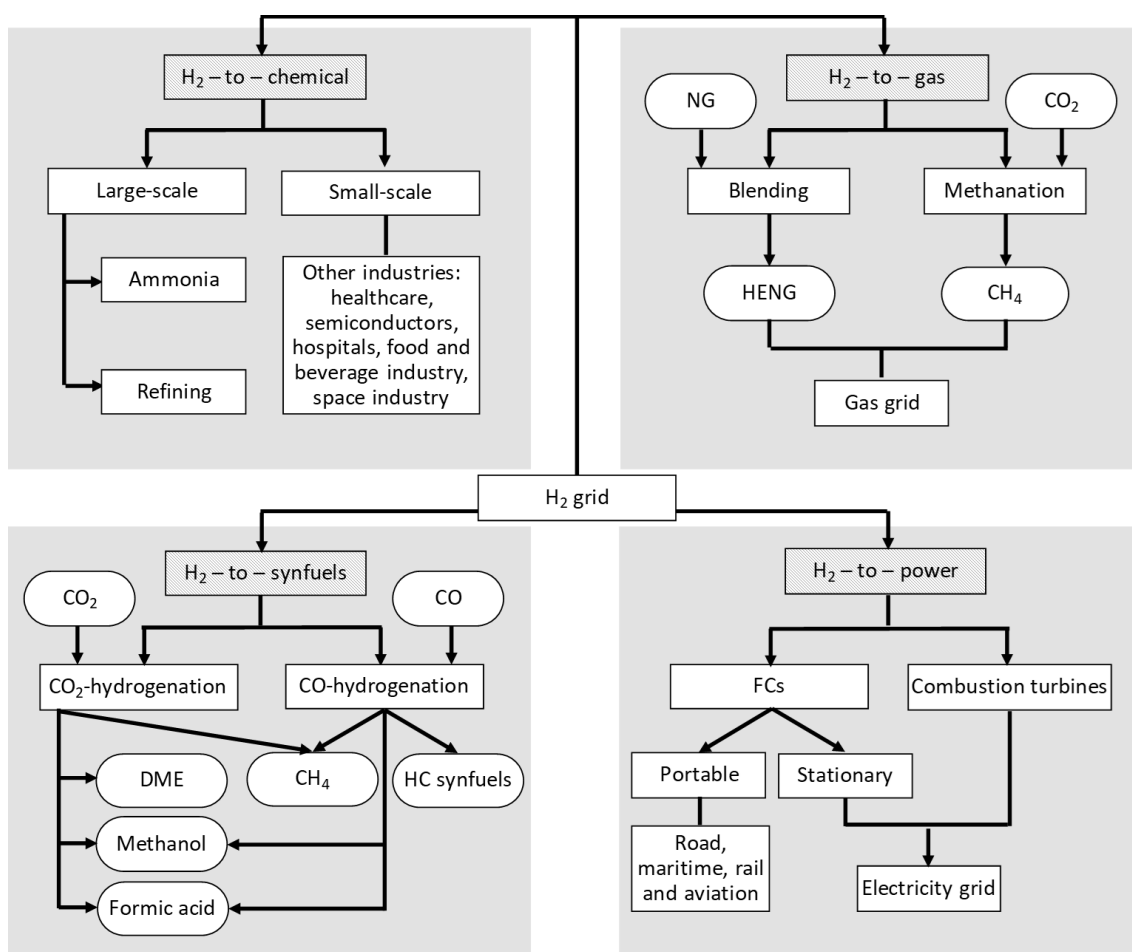 H₂ – to – chemical
Large-scale
Small-scale
Ammonia
Refining
Other industries:
healthcare,
semiconductors,
hospitals, food and
beverage industry,
space industry
H₂ – to – gas
NG
CO₂
Blending
Methanation
HENG
CH₄
Gas grid
H₂ grid
H₂ – to – synfuels
CO₂
CO
CO₂-hydrogenation
CO-hydrogenation
DME
CH₄
HC synfuels
Methanol
Formic acid
H₂ – to – power
FCs
Combustion turbines
Portable
Stationary
Road,
maritime, rail
and aviation
Electricity grid